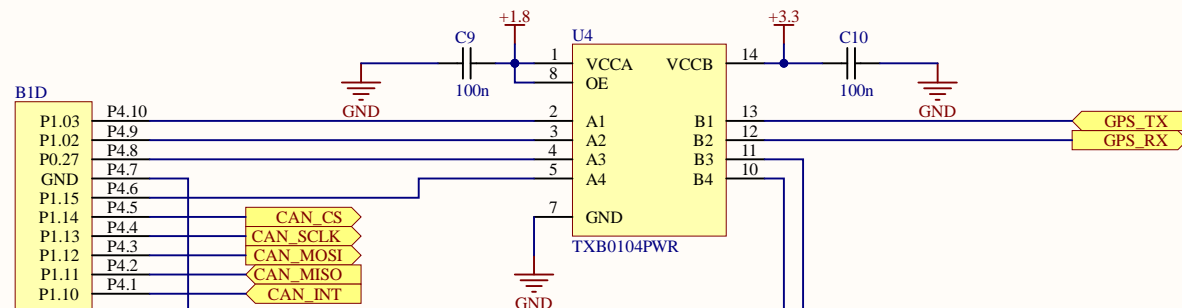 +1.8
+3.3
C9
U4
C10
1
VCCA
VCCB
14
8
OE
100n
100n
GND
GND
B1D
P1.03
P4.10
2
A1
B1
13
GPS_TX
P1.02
P4.9
3
A2
B2
12
GPS_RX
P0.27
P4.8
4
A3
B3
11
GND
P4.7
5
A4
B4
10
P1.15
P4.6
P1.14
P4.5
CAN_CS
7
GND
P1.13
P4.4
CAN_SCLK
TXB0104PWR
P1.12
P4.3
CAN_MOSI
P1.11
P4.2
CAN_MISO
P1.10
P4.1
CAN_INT
GND